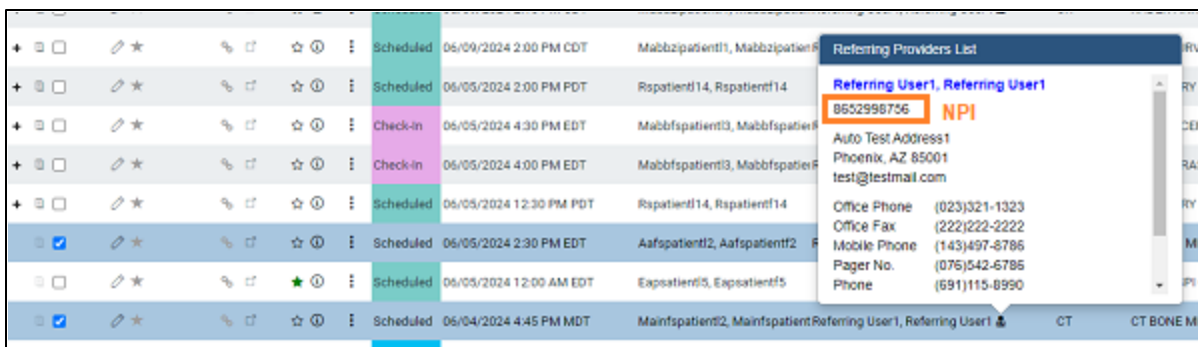 Scheduled 06/09/2024 2:00 PM CDT Mabbzipatientl1, Mabbzipatien
Scheduled 06/05/2024 2:00 PM PDT Rspatientl14, Rspatientf14
Check-In 06/05/2024 4:30 PM EDT Mabbfspatientl3, Mabbfspatie
Check-In 06/05/2024 4:00 PM EDT Mabbfspatientl3, Mabbfspatie
Scheduled 06/05/2024 12:30 PM PDT Rspatientl14, Rspatientf14
Scheduled 06/05/2024 2:30 PM EDT Aafspatientl2, Aafspatientf2
Scheduled 06/05/2024 12:00 AM EDT Eapsatientl5, Eapsatientf5
Scheduled 06/04/2024 4:45 PM MDT Mainfspatientl2, Mainfspatient Referring User1, Referring User1 CT CT BONE M
Referring Providers List
Referring User1, Referring User1
8652998756 NPI
Auto Test Address1
Phoenix, AZ 85001
test@testmail.com
Office Phone (023)321-1323
Office Fax (222)222-2222
Mobile Phone (143)497-8786
Pager No. (076)542-6786
Phone (691)115-8990